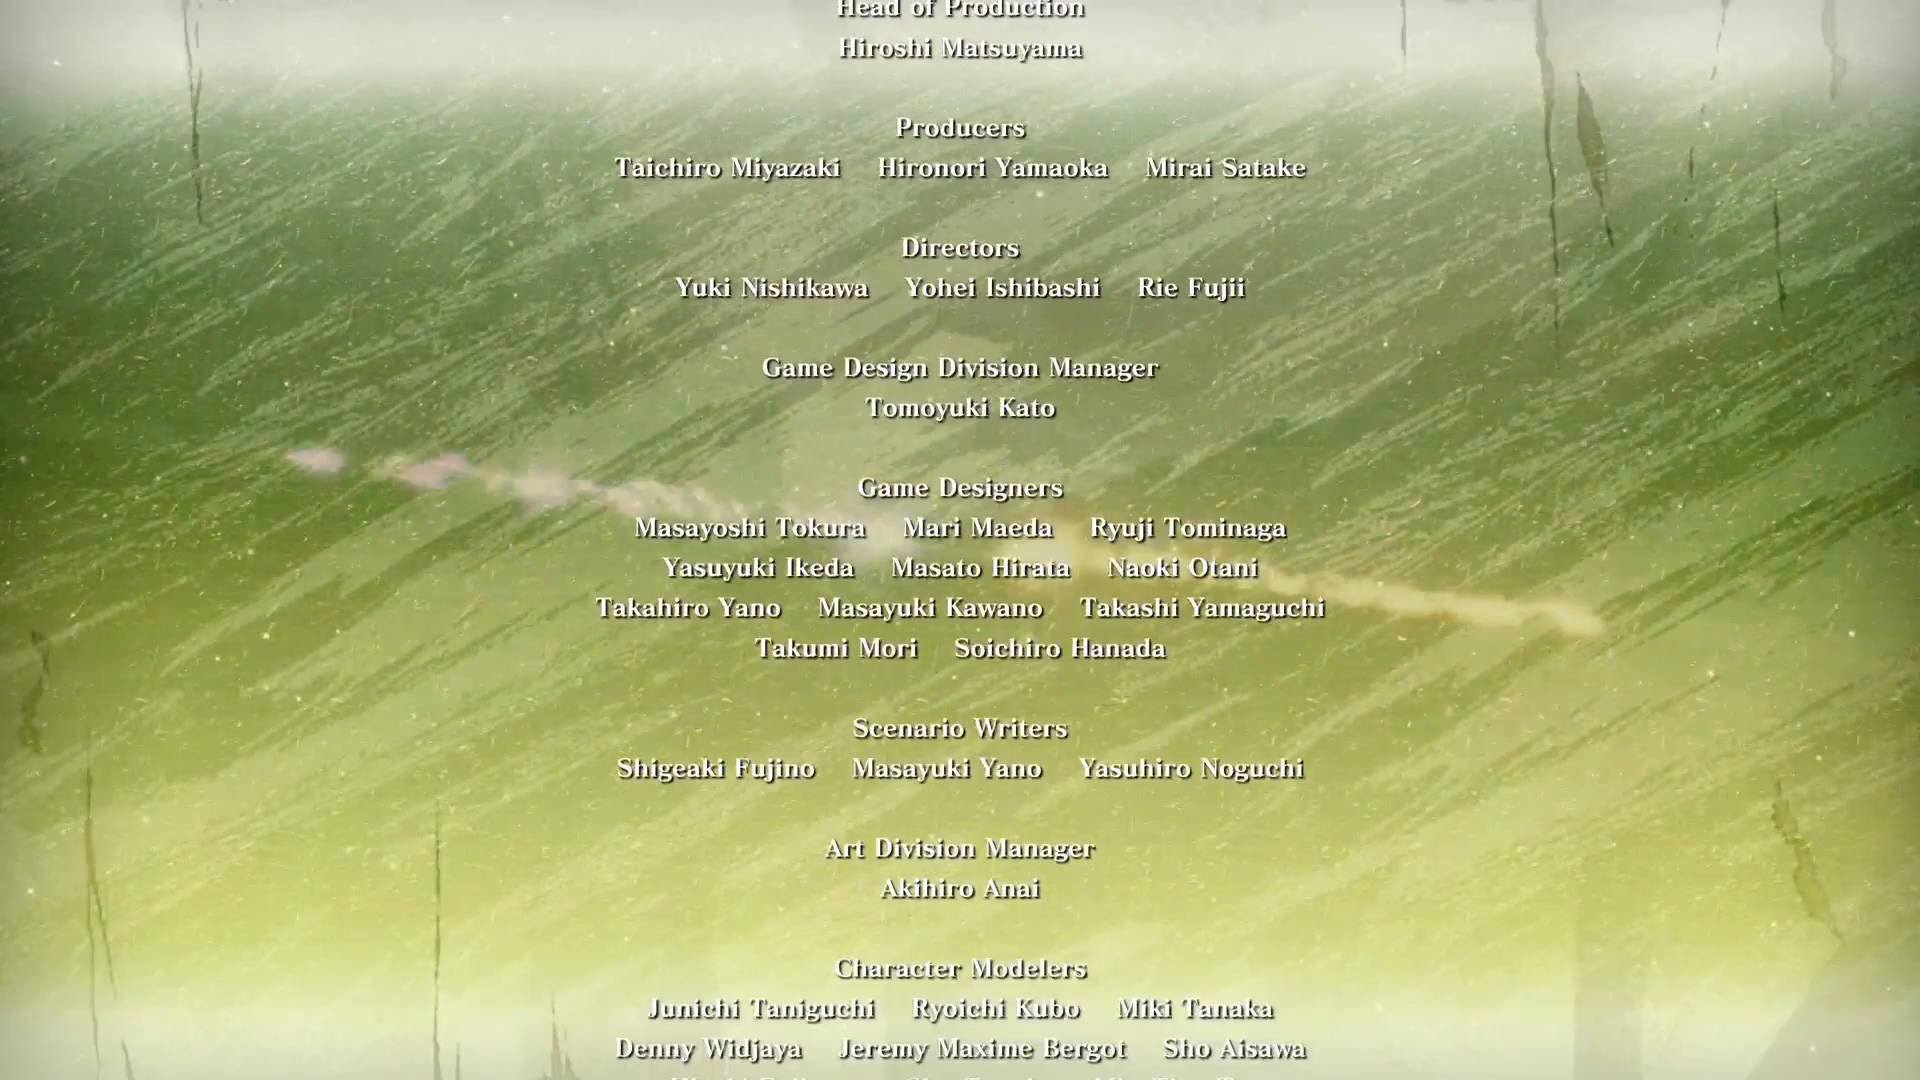 Head of Production
Hiroshi Matsuyama
Producers
Taichiro Miyazaki Hironori Yamaoka Mirai Satake
Directors
Yuki Nishikawa Yohei Ishibashi Rie Fujii
Game Design Division Manager
Tomoyuki Kato
Game Designers
Masayoshi Tokura Mari Maeda Ryuji Tominaga
Yasuyuki Ikeda Masato Hirata Naoki Otani
Takahiro Yano Masayuki Kawano Takashi Yamaguchi
Takumi Mori Soichiro Hanada
Scenario Writers
Shigeaki Fujino Masayuki Yano Yasuhiro Noguchi
Art Division Manager
Akihiro Anai
Character Modelers
Junichi Taniguchi Ryoichi Kubo Miki Tanaka
Denny Widjaya Jeremy Maxime Bergot Sho Aisawa